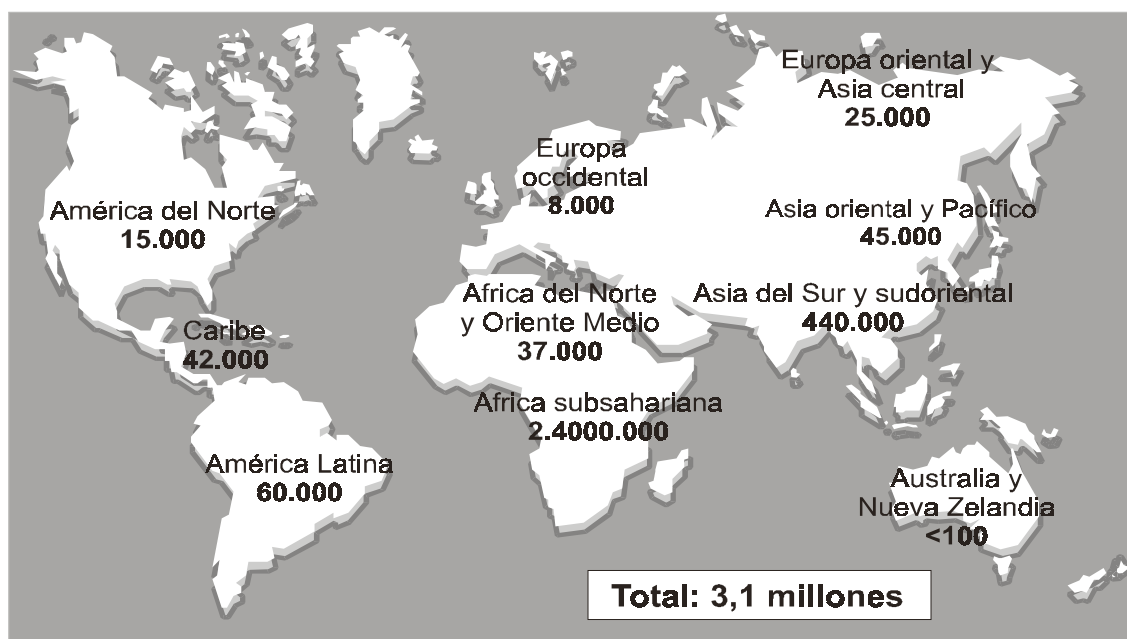 Europa oriental y
Asia central
25.000
Europa
occidental
8.000
América del Norte
15.000
Asia oriental y Pacífico
45.000
Africa del Norte
y Oriente Medio
37.000
Asia del Sur y sudoriental
440.000
Caribe
42.000
Africa subsahariana
2.4000.000
América Latina
60.000
Australia y
Nueva Zelandia
<100
Total: 3,1 millones